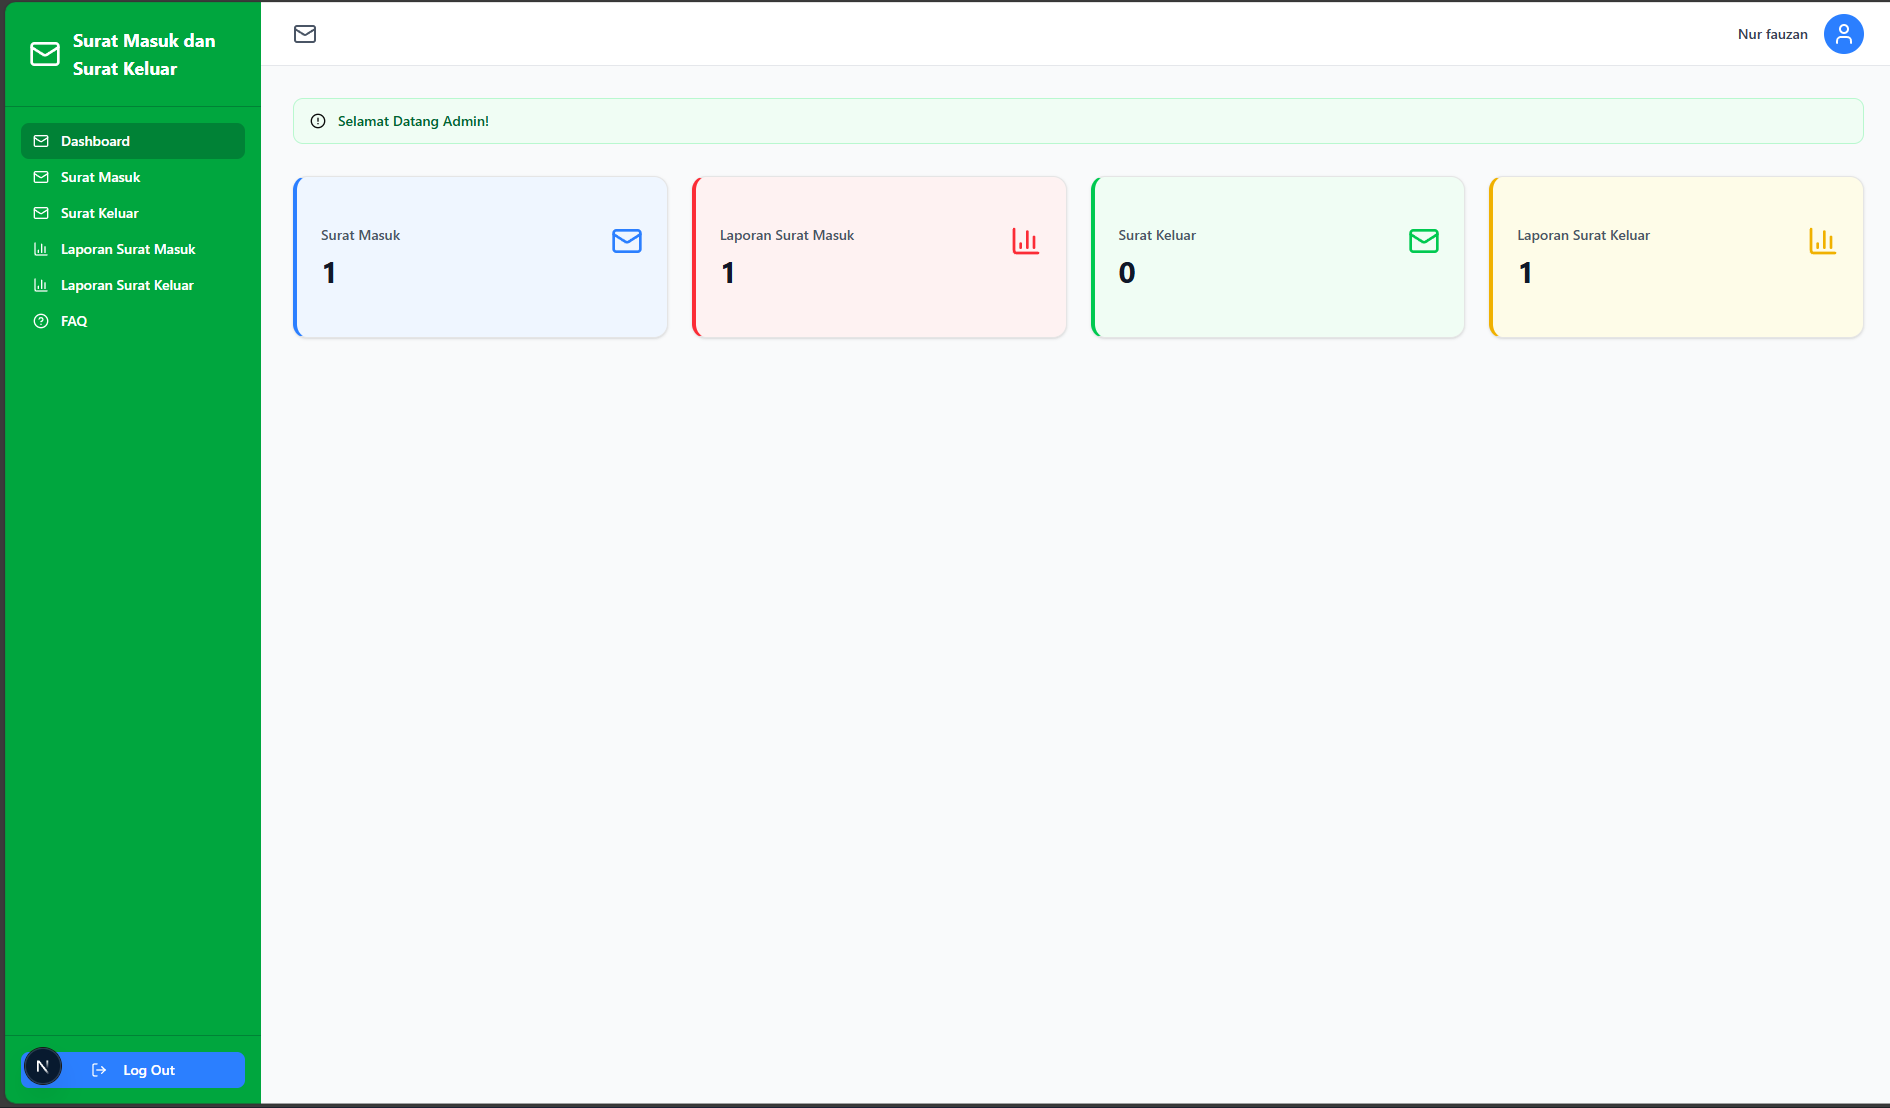 Surat Masuk dan
Surat Keluar
Dashboard
Surat Masuk
Surat Keluar
Laporan Surat Masuk
Laporan Surat Keluar
FAQ
N
Log Out
Nur fauzan
Selamat Datang Admin!
Surat Masuk
1
Laporan Surat Masuk
1
Surat Keluar
0
Laporan Surat Keluar
1